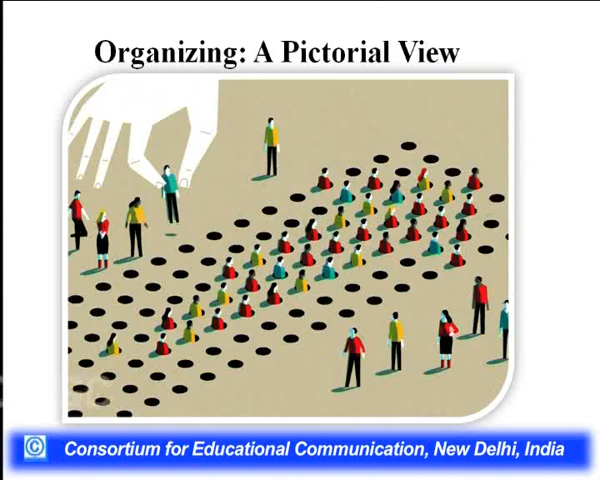 Organizing: A Pictorial View
© Consortium for Educational Communication, New Delhi, India